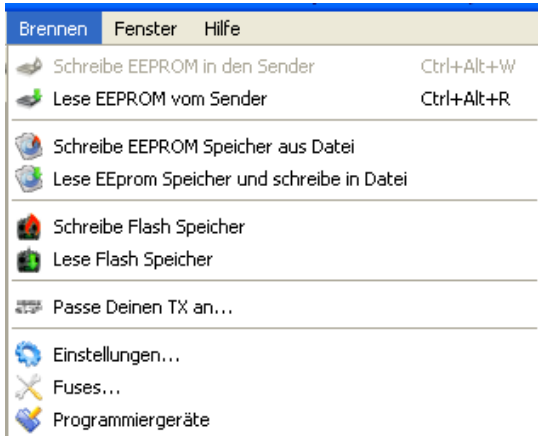 Brennen Fenster Hilfe
Schreibe EEPROM in den Sender Ctrl+Alt+W
Lese EEPROM vom Sender Ctrl+Alt+R
Schreibe EEPROM Speicher aus Datei
Lese EEprom Speicher und schreibe in Datei
Schreibe Flash Speicher
Lese Flash Speicher
Passe Deinen TX an...
Einstellungen...
Fuses...
Programmiergeräte